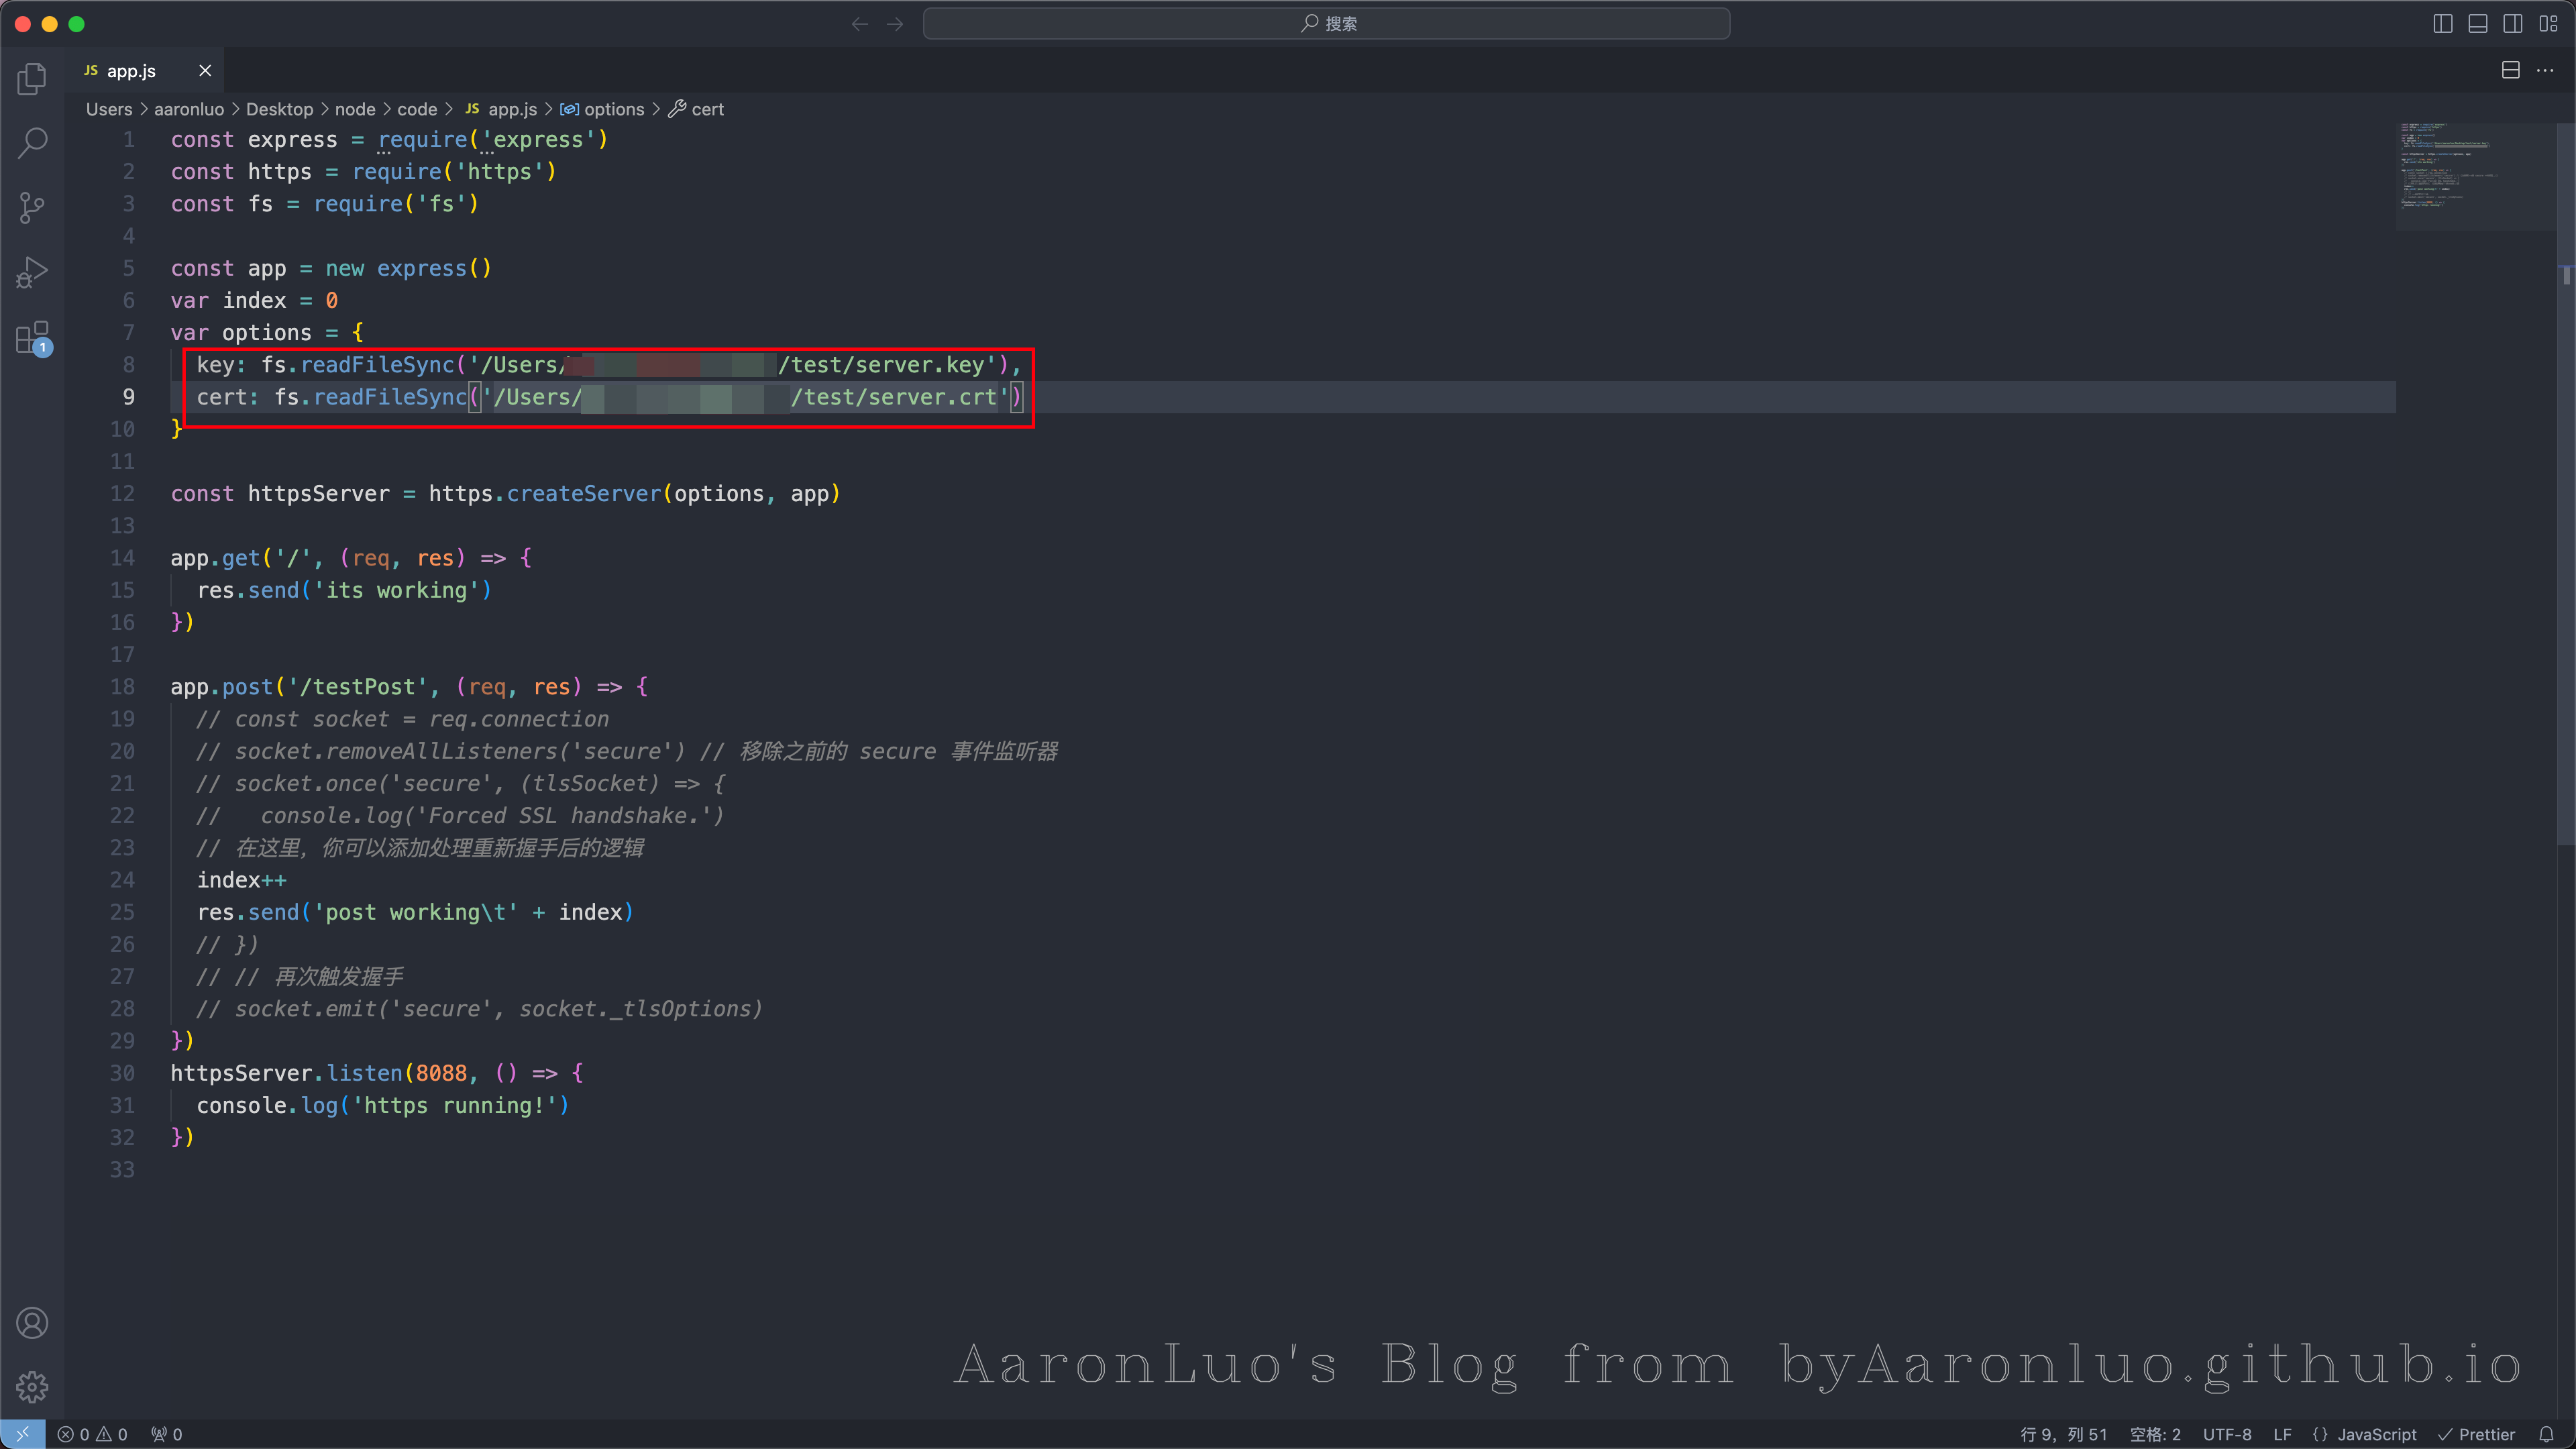 搜索
JS app.js
Users > aaronluo > Desktop > node > code > JS app.js > options > cert
1 const express = require('express')
2 const https = require('https')
3 const fs = require('fs')
4
5 const app = new express()
6 var index = 0
7 var options = {
8 key: fs.readFileSync('/Users/ /test/server.key'),
9 cert: fs.readFileSync('/Users/ /test/server.crt')
10 }
11
12 const httpsServer = https.createServer(options, app)
13
14 app.get('/', (req, res) => {
15 res.send('its working')
16 })
17
18 app.post('/testPost', (req, res) => {
19 // const socket = req.connection
20 // socket.removeAllListeners('secure') // 移除之前的 secure 事件监听器
21 // socket.once('secure', (tlsSocket) => {
22 //   console.log('Forced SSL handshake.')
23 // 在这里，你可以添加处理重新握手后的逻辑
24 index++
25 res.send('post working\t' + index)
26 // })
27 // // 再次触发握手
28 // socket.emit('secure', socket._tlsOptions)
29 })
30 httpsServer.listen(8088, () => {
31 console.log('https running!')
32 })
33
1
AaronLuo's Blog from byAaronluo.github.io
0 0 0 行 9，列 51 空格: 2 UTF-8 LF {} JavaScript Prettier